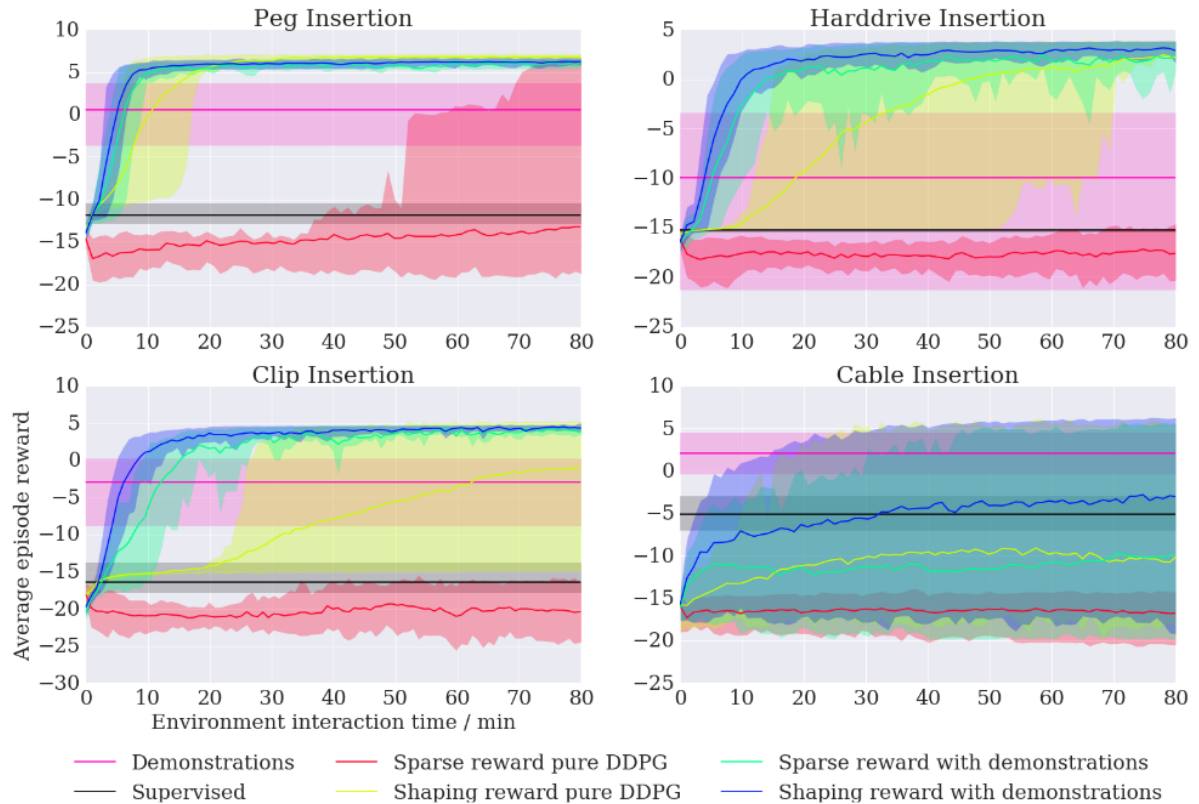 Peg Insertion
10
5
0
−5
−10
−15
−20
−25
0 10 20 30 40 50 60 70 80
Harddrive Insertion
5
0
−5
−10
−15
−20
−25
0 10 20 30 40 50 60 70 80
Clip Insertion
Average episode reward
10
5
0
−5
−10
−15
−20
−25
−30
0 10 20 30 40 50 60 70 80
Environment interaction time / min
Cable Insertion
10
5
0
−5
−10
−15
−20
−25
0 10 20 30 40 50 60 70 80
Demonstrations
Supervised
Sparse reward pure DDPG
Shaping reward pure DDPG
Sparse reward with demonstrations
Shaping reward with demonstrations